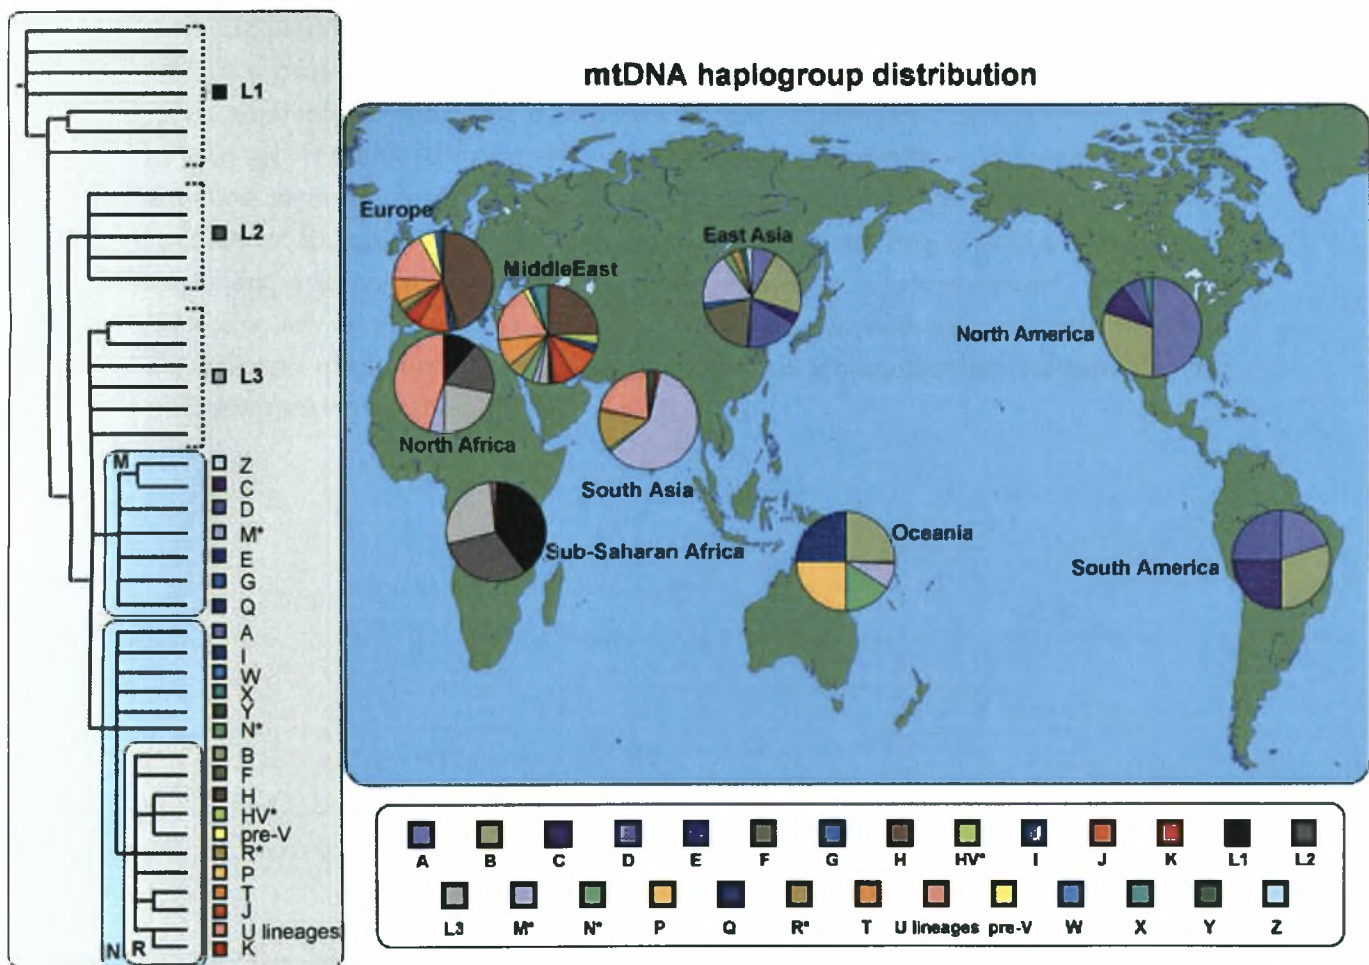 mtDNA haplogroup distribution
L1
L2
L3
M
Z
C
D
M*
E
G
Q
A
I
W
X
Y
N*
B
F
H
HV*
pre-V
R*
P
T
J
U lineages
K
N
R
Europe
MiddleEast
East Asia
North America
North Africa
South Asia
Sub-Saharan Africa
Oceania
South America
A B C D E F G H HV* I J K L1 L2
L3 M* N* P Q R* T U lineages pre-V W X Y Z